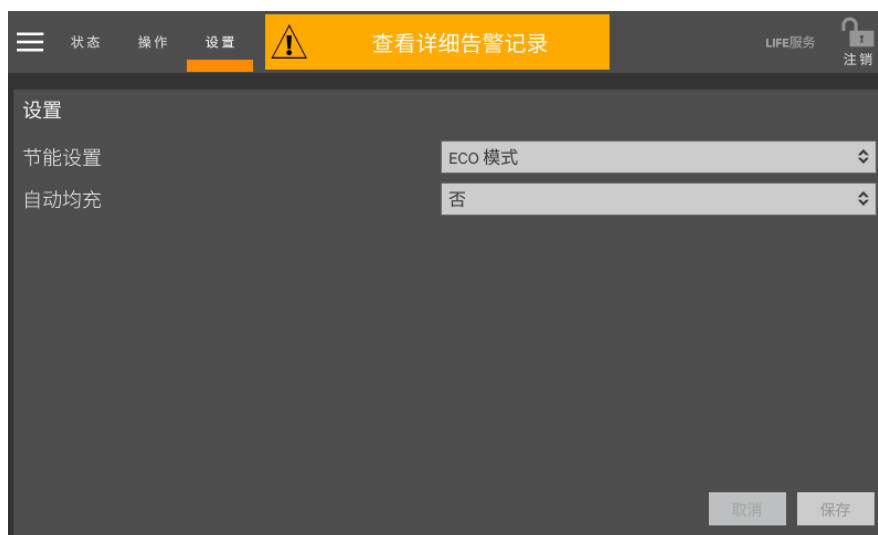 状态 操作 设置 查看详细告警记录 LIFE服务
注销
设置
节能设置 ECO 模式
自动均充 否
取消 保存